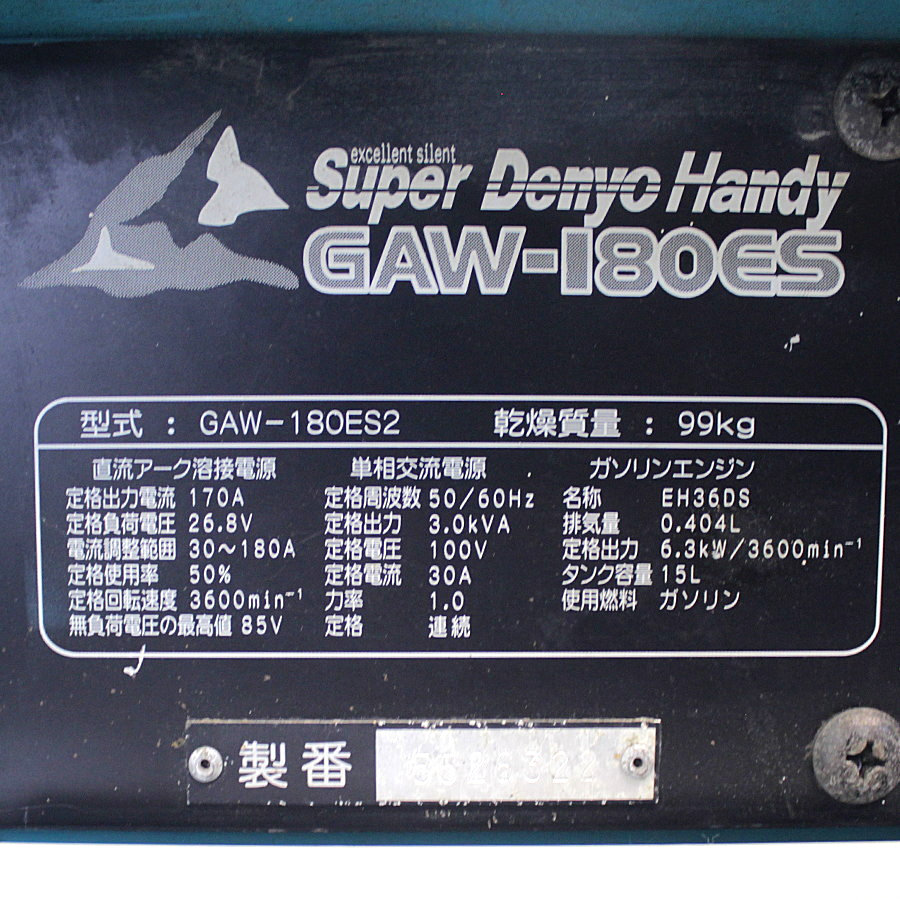 excellent silent
Super Denyo Handy
GAW-180ES
型式 : GAW-180ES2 乾燥質量 : 99kg
直流アーク溶接電源
定格出力電流 170A
定格負荷電圧 26.8V
電流調整範囲 30～180A
定格使用率 50%
定格回転速度 3600min⁻¹
無負荷電圧の最高値 85V
単相交流電源
定格周波数 50/60Hz
定格出力 3.0kVA
定格電圧 100V
定格電流 30A
力率 1.0
定格 連続
ガソリンエンジン
名称 EH36DS
排気量 0.404L
定格出力 6.3kW/3600min⁻¹
タンク容量 15L
使用燃料 ガソリン
製番